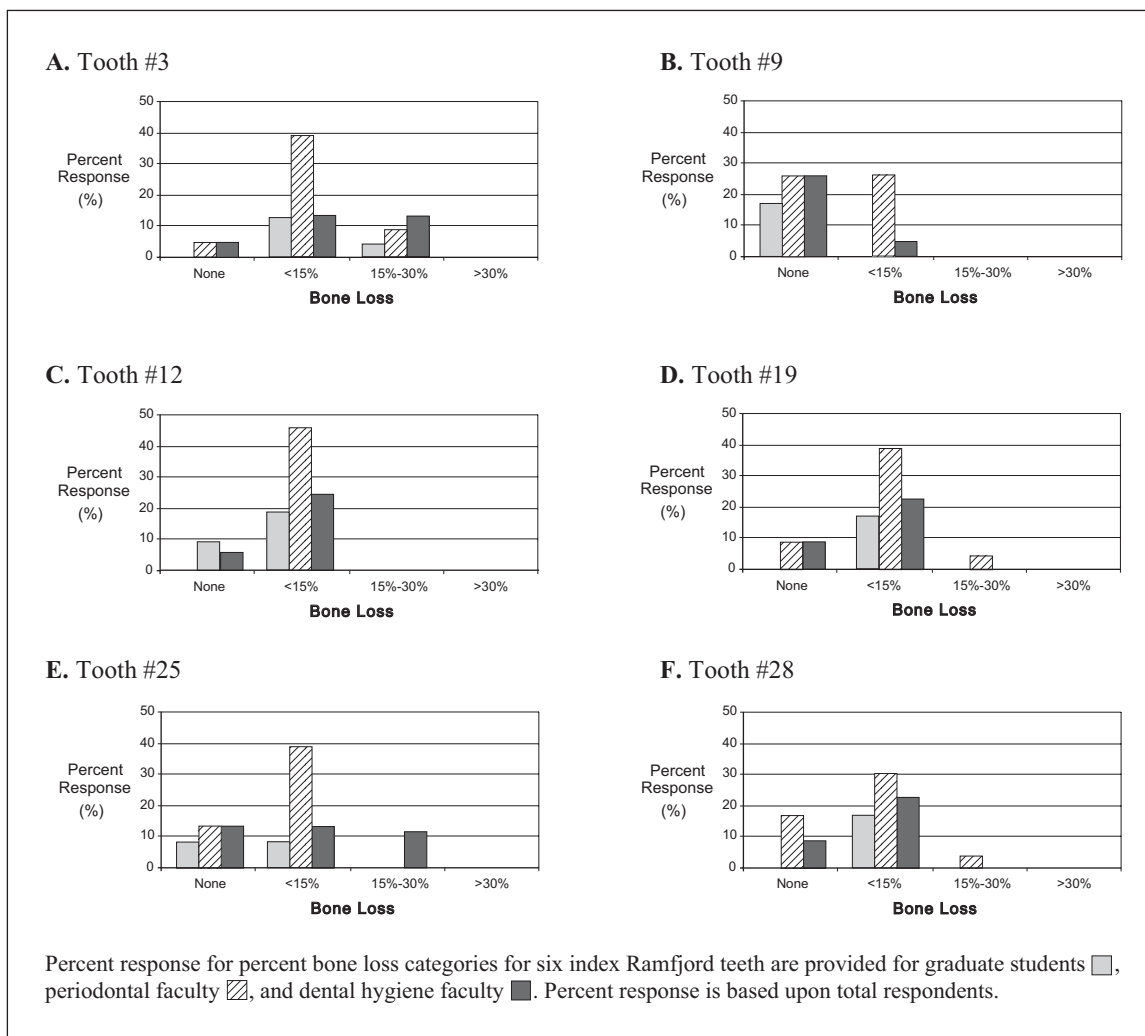 A. Tooth #3
50
40
30
20
10
0
Percent
Response
(%)
None <15% 15%-30% >30%
Bone Loss
B. Tooth #9
50
40
30
20
10
0
Percent
Response
(%)
None <15% 15%-30% >30%
Bone Loss
C. Tooth #12
50
40
30
20
10
0
Percent
Response
(%)
None <15% 15%-30% >30%
Bone Loss
D. Tooth #19
50
40
30
20
10
0
Percent
Response
(%)
None <15% 15%-30% >30%
Bone Loss
E. Tooth #25
50
40
30
20
10
0
Percent
Response
(%)
None <15% 15%-30% >30%
Bone Loss
F. Tooth #28
50
40
30
20
10
0
Percent
Response
(%)
None <15% 15%-30% >30%
Bone Loss
Percent response for percent bone loss categories for six index Ramfjord teeth are provided for graduate students ,
periodontal faculty , and dental hygiene faculty . Percent response is based upon total respondents.